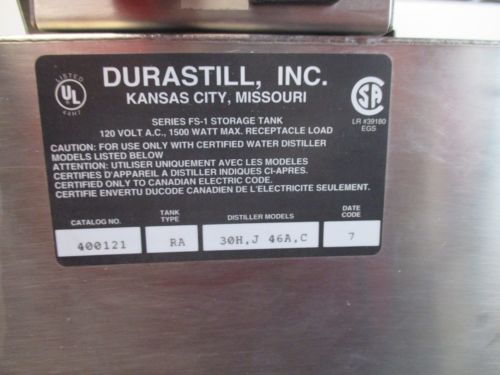 DURASTILL, INC.
KANSAS CITY, MISSOURI
LISTED
UL
44H7
SA
LR #39180
EGS
SERIES FS-1 STORAGE TANK
120 VOLT A.C., 1500 WATT MAX. RECEPTACLE LOAD
CAUTION: FOR USE ONLY WITH CERTIFIED WATER DISTILLER
MODELS LISTED BELOW
ATTENTION: UTILISER UNIQUEMENT AVEC LES MODELES
CERTIFIES D'APPAREIL A DISTILLER INDIQUES CI-APRES.
CERTIFIED ONLY TO CANADIAN ELECTRIC CODE.
CERTIFIE ENVERTU DUCODE CANADIEN DE L'ELECTRICITE SEULEMENT.
CATALOG NO. TANK TYPE DISTILLER MODELS DATE CODE
400121 RA 30H,J 46A,C 7